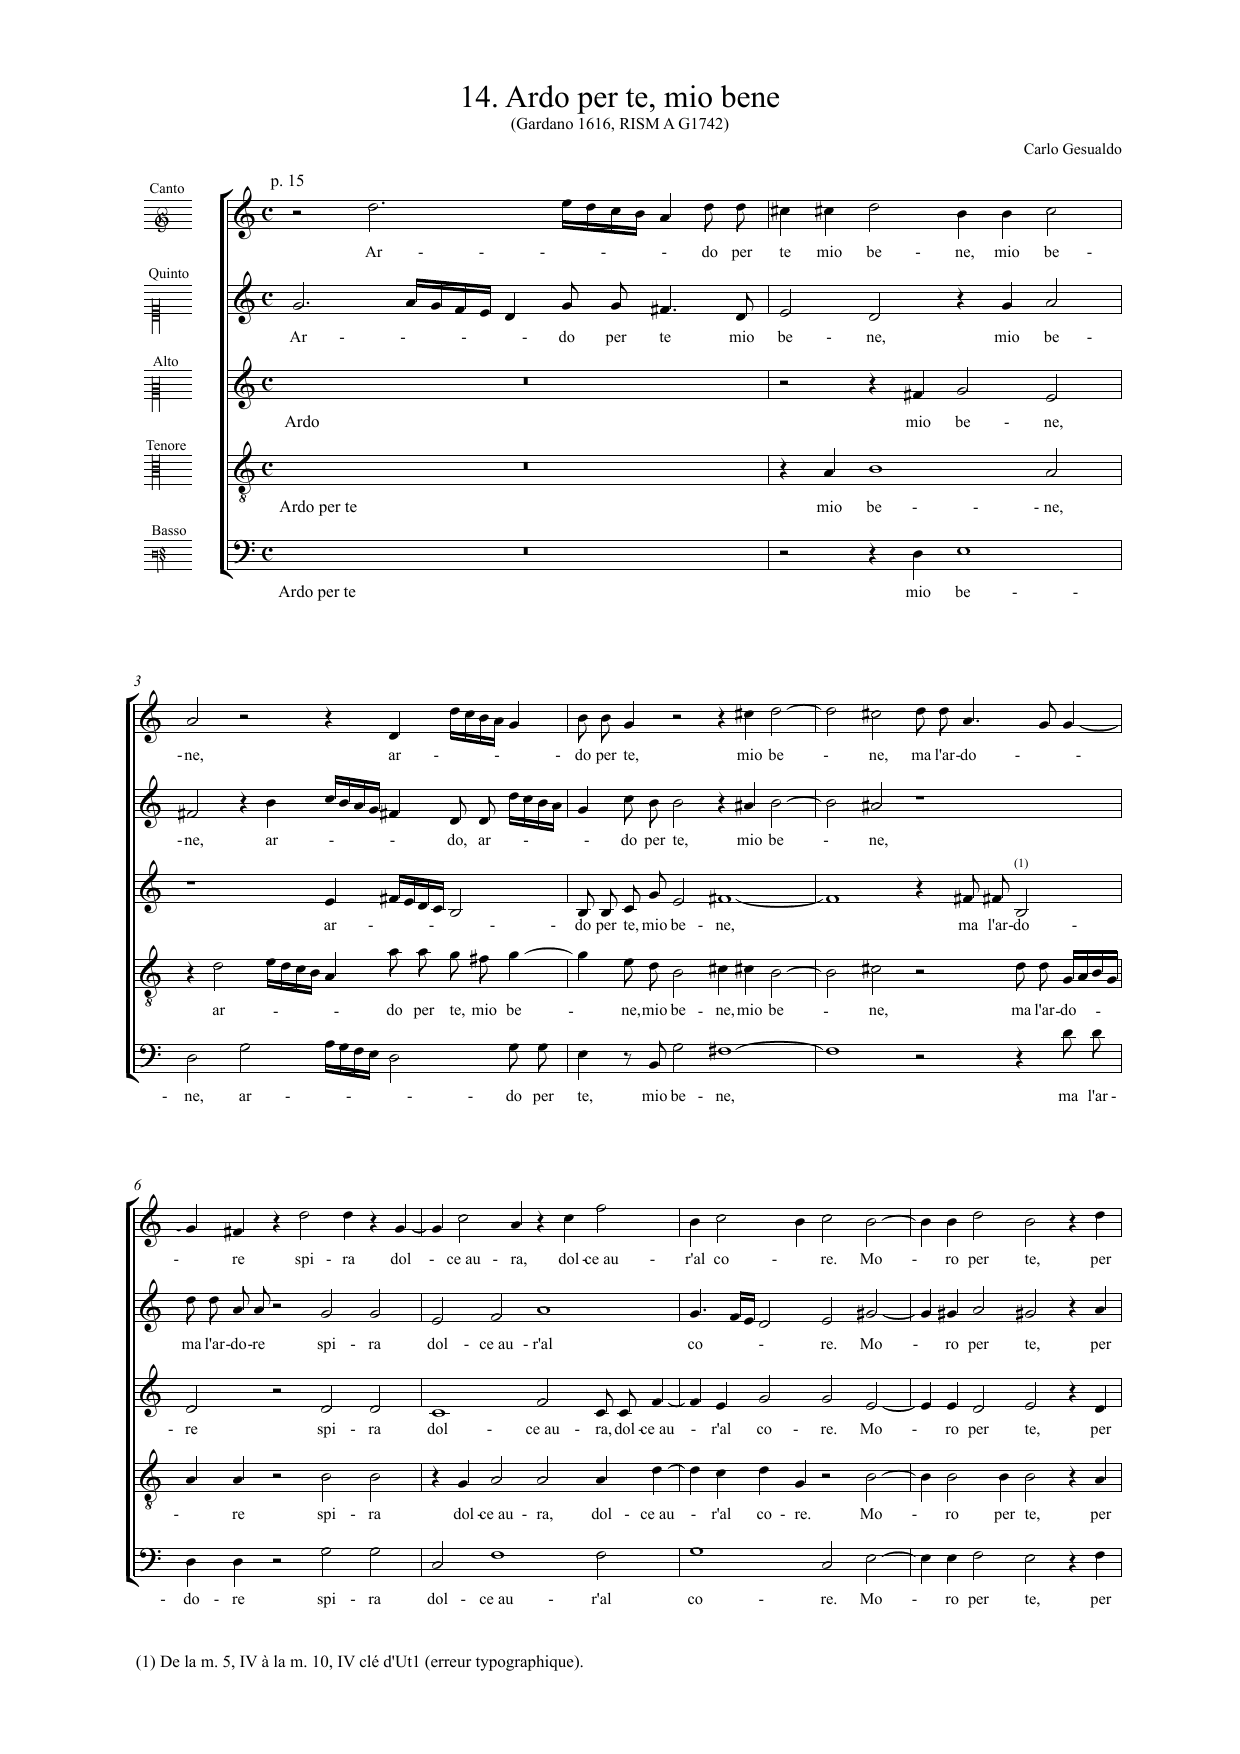 14. Ardo per te, mio bene
(Gardano 1616, RISM A G1742)
Carlo Gesualdo
p. 15
Canto
Ar - - - - - do per te mio be - ne, mio be -
Quinto
Ar - - - - do per te mio be - ne, mio be -
Alto
Ardo mio be - ne,
Tenore
8
Ardo per te mio be - - - ne,
Basso
Ardo per te mio be - -
3
- ne, ar - - - do per te, mio be - ne, ma l'ar-do - -
- ne, ar - - do, ar - - do per te, mio be - ne,
(1)
ar - - - - do per te, mio be - ne, ma l'ar-do -
8
ar - - do per te, mio be - ne, mio be - ne, mio be - ne, ma l'ar-do -
- ne, ar - - - - do per te, mio be - ne, ma l'ar -
6
- re spi - ra dol - ce au - ra, dol - ce au - r'al co - re. Mo - ro per te, per
ma l'ar-do-re spi - ra dol - ce au - r'al co - re. Mo - ro per te, per
- re spi - ra dol - ce au - ra, dol - ce au - r'al co - re. Mo - ro per te, per
8
- re spi - ra dol - ce au - ra, dol - ce au - r'al co - re. Mo - ro per te, per
- do - re spi - ra dol - ce au - r'al co - re. Mo - ro per te, per
(1) De la m. 5, IV à la m. 10, IV clé d'Ut1 (erreur typographique).